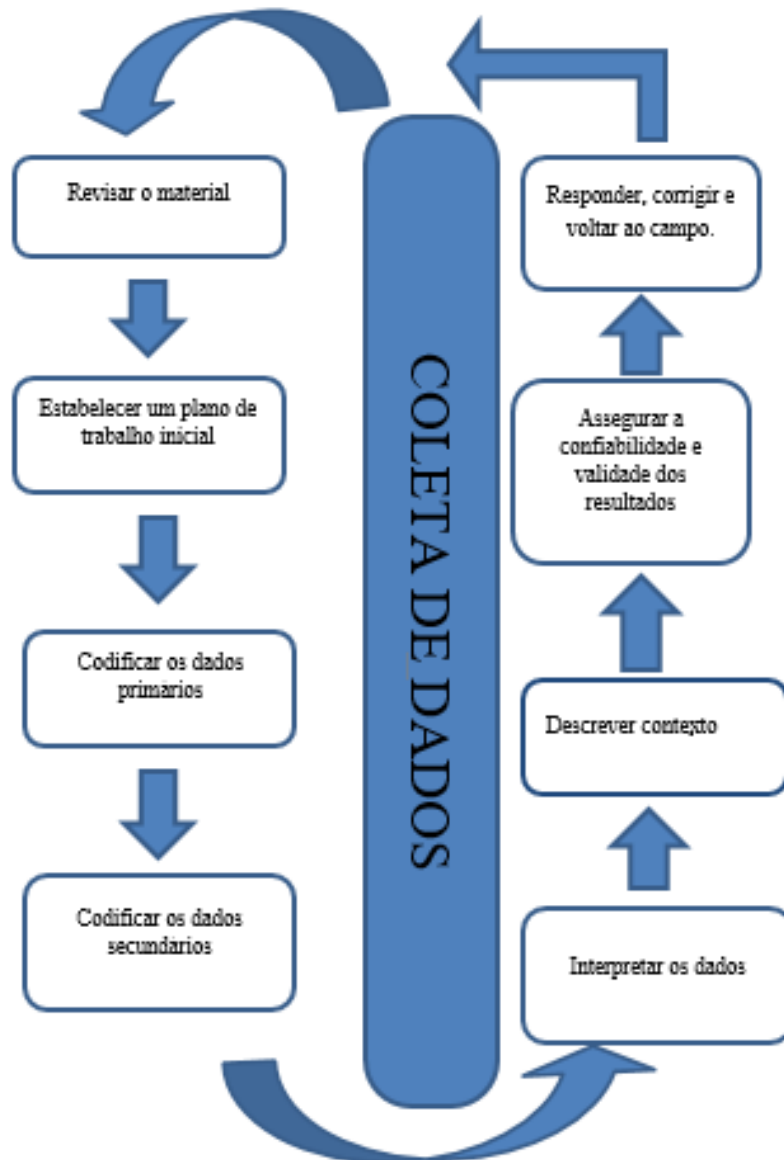 Revisar o material
Estabelecer um plano de
trabalho inicial
Codificar os dados
primários
Codificar os dados
secundários
COLETA DE DADOS
Interpretar os dados
Descrever contexto
Assegurar a
confiabilidade e
validade dos
resultados
Responder, corrigir e
voltar ao campo.